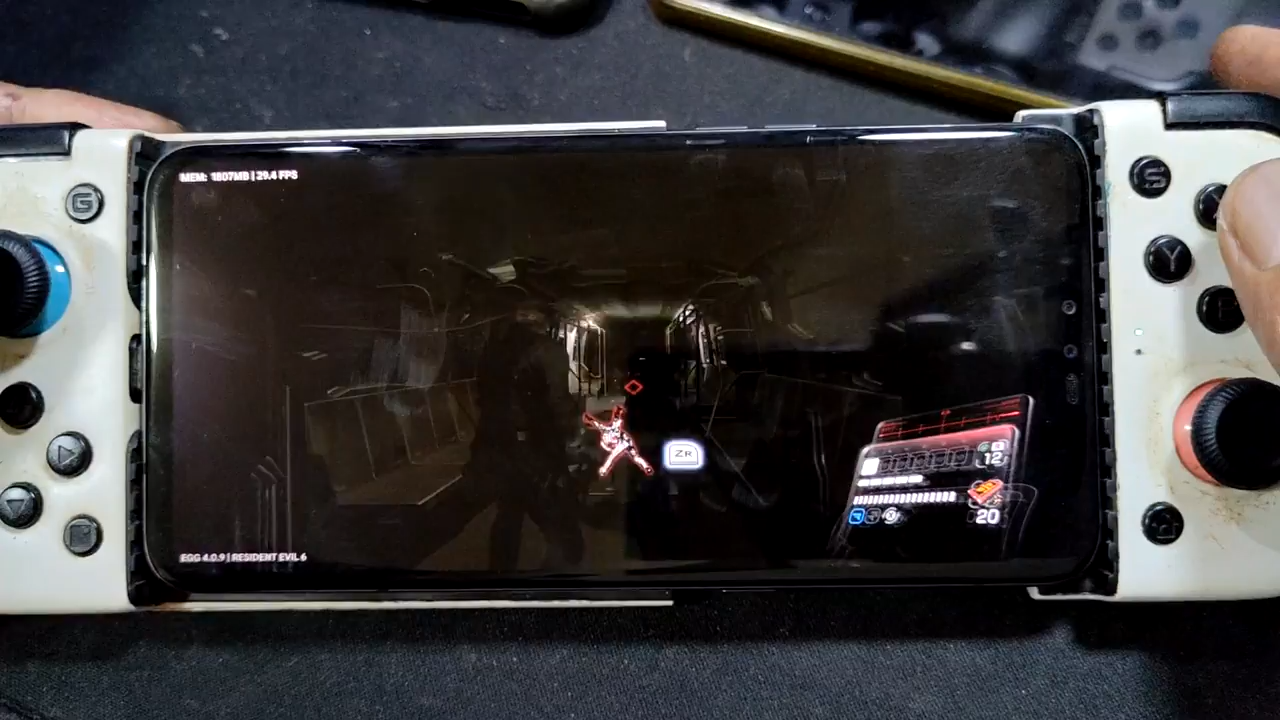 MEM: 1807MB | 29.4 FPS
G
S
Y
12
ZR
20
EGG 4.0.9 | RESIDENT EVIL 6